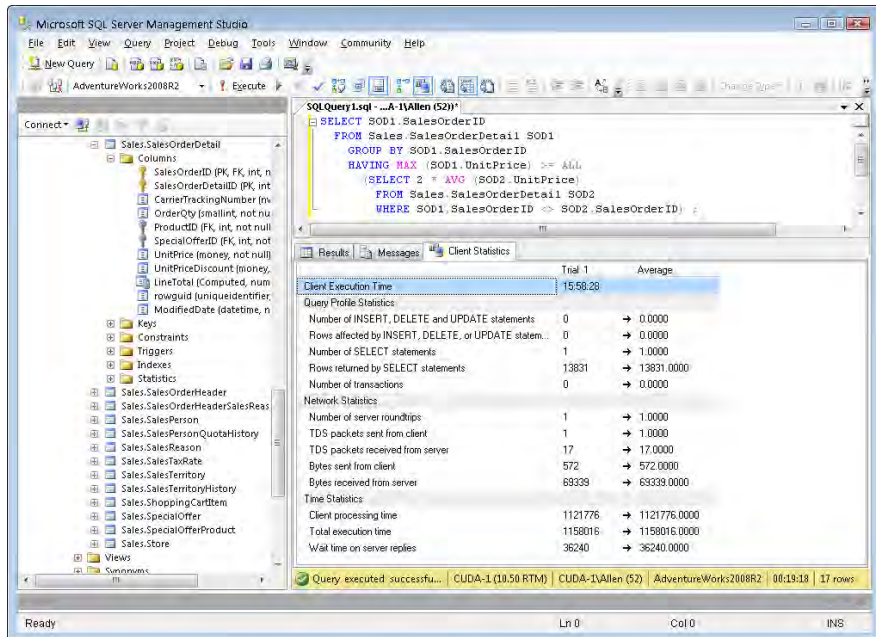 Microsoft SQL Server Management Studio
File Edit View Query Project Debug Tools Window Community Help
New Query
AdventureWorks2008R2 Execute
Connect
Sales.SalesOrderDetail
Columns
SalesOrderID (PK, FK, int, n
SalesOrderDetailID (PK, int
CarrierTrackingNumber (nv
OrderQty (smallint, not nu
ProductID (FK, int, not null
SpecialOfferID (FK, int, not
UnitPrice (money, not null)
UnitPriceDiscount (money,
LineTotal (Computed, num
rowguid (uniqueidentifier,
ModifiedDate (datetime, n
Keys
Constraints
Triggers
Indexes
Statistics
Sales.SalesOrderHeader
Sales.SalesOrderHeaderSalesReas
Sales.SalesPerson
Sales.SalesPersonQuotaHistory
Sales.SalesReason
Sales.SalesTaxRate
Sales.SalesTerritory
Sales.SalesTerritoryHistory
Sales.ShoppingCartItem
Sales.SpecialOffer
Sales.SpecialOfferProduct
Sales.Store
Views
Synonyms
SQLQuery1.sql - ...A-1\Allen (52))*
SELECT SOD1.SalesOrderID
FROM Sales.SalesOrderDetail SOD1
GROUP BY SOD1.SalesOrderID
HAVING MAX (SOD1.UnitPrice) >= ALL
(SELECT 2 * AVG (SOD2.UnitPrice)
FROM Sales.SalesOrderDetail SOD2
WHERE SOD1.SalesOrderID <> SOD2.SalesOrderID) ;
Results Messages Client Statistics
Trial 1 Average
Client Execution Time 15:58:28
Query Profile Statistics
Number of INSERT, DELETE and UPDATE statements 0 → 0.0000
Rows affected by INSERT, DELETE, or UPDATE statem... 0 → 0.0000
Number of SELECT statements 1 → 1.0000
Rows returned by SELECT statements 13831 → 13831.0000
Number of transactions 0 → 0.0000
Network Statistics
Number of server roundtrips 1 → 1.0000
TDS packets sent from client 1 → 1.0000
TDS packets received from server 17 → 17.0000
Bytes sent from client 572 → 572.0000
Bytes received from server 69339 → 69339.0000
Time Statistics
Client processing time 1121776 → 1121776.0000
Total execution time 1158016 → 1158016.0000
Wait time on server replies 36240 → 36240.0000
Query executed successfu... CUDA-1 (10.50 RTM) CUDA-1\Allen (52) AdventureWorks2008R2 00:19:18 17 rows
Ready Ln 0 Col 0 INS